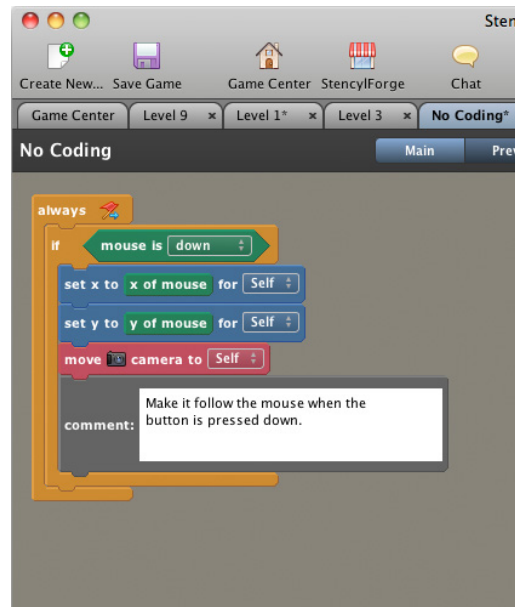 Sten
Create New... Save Game Game Center StencylForge Chat
Game Center Level 9 × Level 1* × Level 3 × No Coding*
No Coding Main Prev
always
if mouse is down
set x to x of mouse for Self
set y to y of mouse for Self
move camera to Self
comment: Make it follow the mouse when the
button is pressed down.